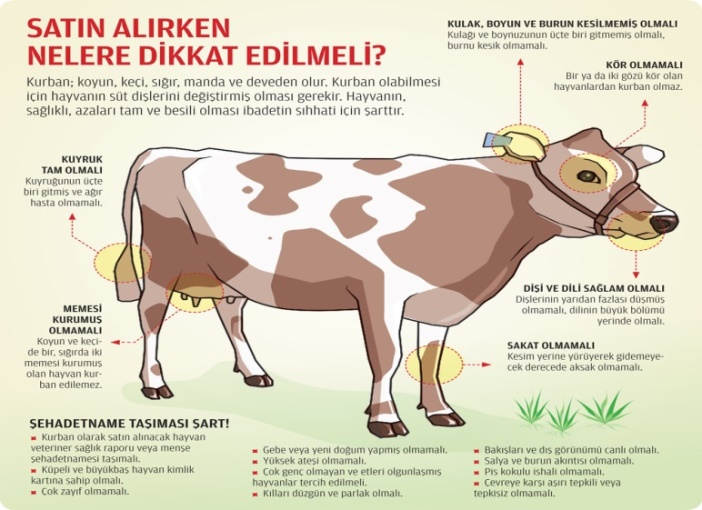 SATIN ALIRKEN
NELERE DİKKAT EDİLMELİ?
Kurban; koyun, keçi, sığır, manda ve deveden olur. Kurban olabilmesi
için hayvanın süt dişlerini değiştirmiş olması gerekir. Hayvanın,
sağlıklı, azaları tam ve besili olması ibadetin sıhhati için şarttır.
KULAK, BOYUN VE BURUN KESİLMEMİŞ OLMALI
Kulağı ve boynuzunun üçte biri gitmemiş olmalı,
burnu kesik olmamalı.
KÖR OLMAMALI
Bir ya da iki gözü kör olan
hayvanlardan kurban olmaz.
KUYRUK
TAM OLMALI
Kuyruğunun üçte
biri gitmiş ve ağır
hasta olmamalı.
DİŞİ VE DİLİ SAĞLAM OLMALI
Dişlerinin yarıdan fazlası düşmüş
olmamalı, dilinin büyük bölümü
yerinde olmalı.
MEMESİ
KURUMUŞ
OLMAMALI
Koyun ve keçi-
de bir, sığırda iki
memesi kurumuş
olan hayvan kur-
ban edilemez.
SAKAT OLMAMALI
Kesim yerine yürüyerek gidemeye-
cek derecede aksak olmamalı.
ŞEHADETNAME TAŞIMASI ŞART!
Kurban olarak satın alınacak hayvan
veteriner sağlık raporu veya menşe
şehadetnamesi taşımalı.
Küpeli ve büyükbaş hayvan kimlik
kartına sahip olmalı.
Çok zayıf olmamalı.
Gebe veya yeni doğum yapmış olmamalı.
Yüksek ateşi olmamalı.
Çok genç olmayan ve etleri olgunlaşmış
hayvanlar tercih edilmeli.
Kılları düzgün ve parlak olmalı.
Bakışları ve dış görünümü canlı olmalı.
Salya ve burun akıntısı olmamalı.
Pis kokulu ishali olmamalı.
Çevreye karşı aşırı tepkili veya
tepkisiz olmamalı.